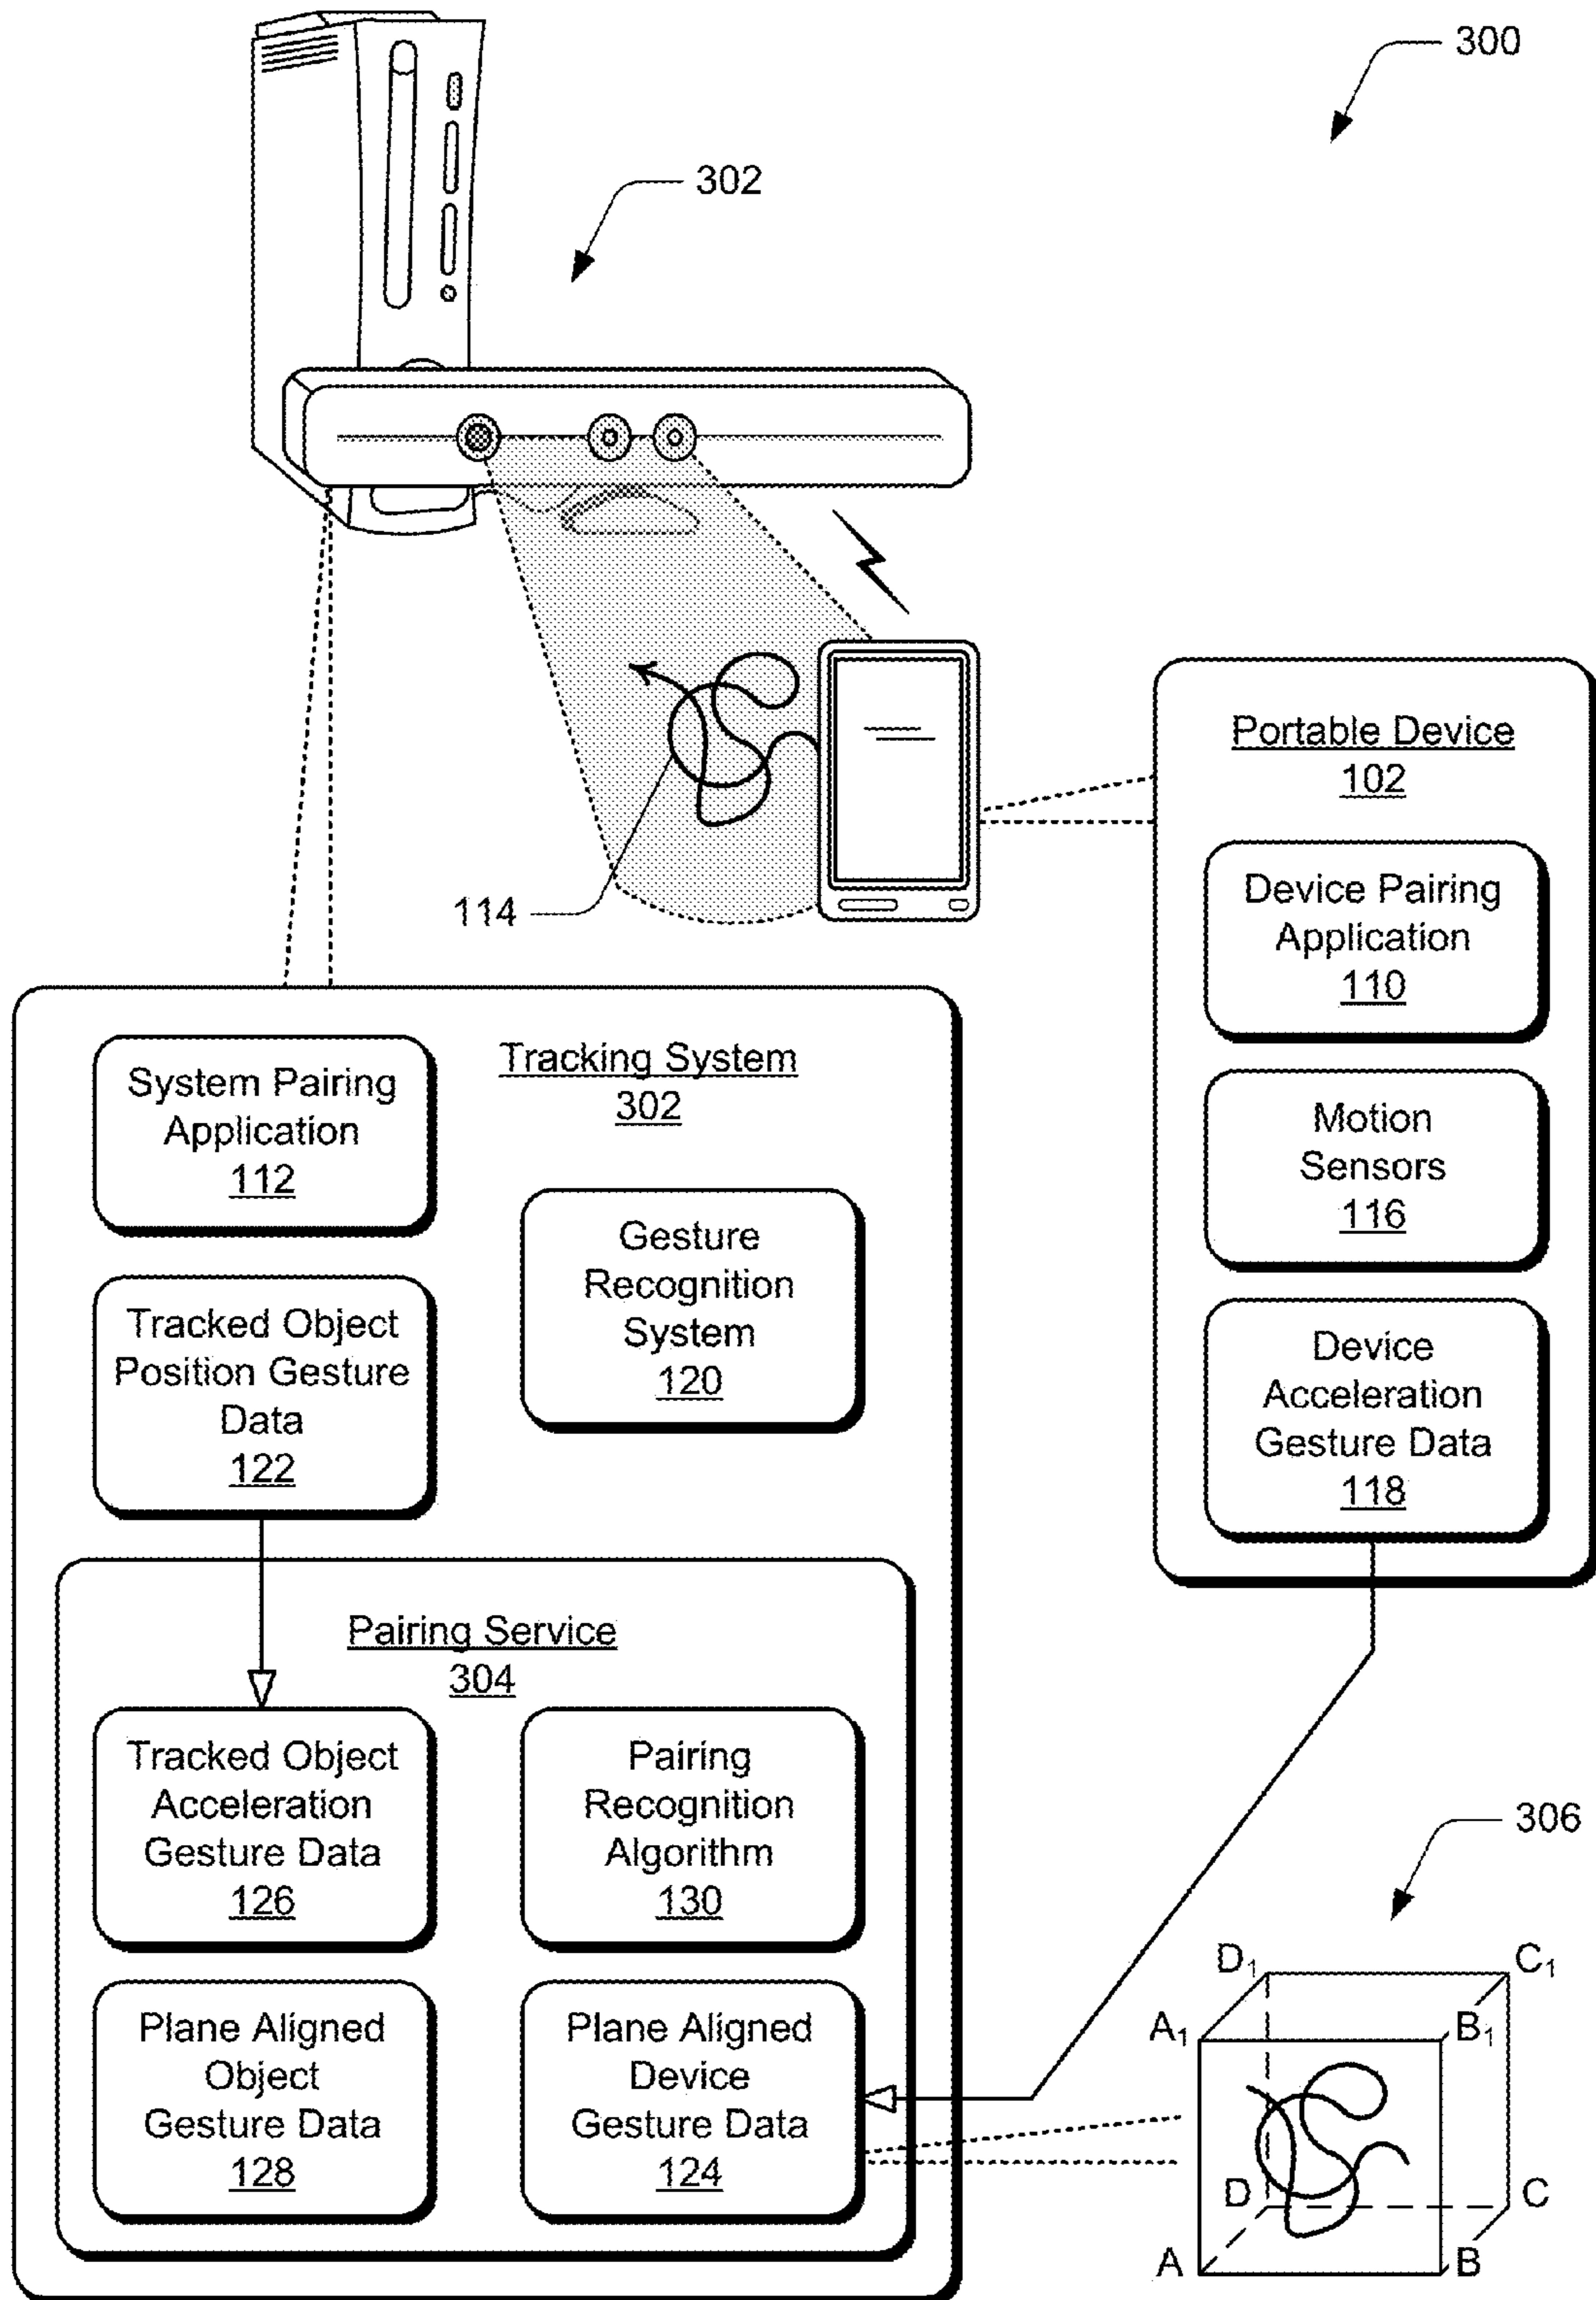 300
302
114
Portable Device
102
Device Pairing
Application
110
Motion
Sensors
116
Device
Acceleration
Gesture Data
118
Tracking System
302
System Pairing
Application
112
Gesture
Recognition
System
120
Tracked Object
Position Gesture
Data
122
Pairing Service
304
Tracked Object
Acceleration
Gesture Data
126
Pairing
Recognition
Algorithm
130
Plane Aligned
Object
Gesture Data
128
Plane Aligned
Device
Gesture Data
124
306
D₁ C₁
A₁ B₁
D C
A B